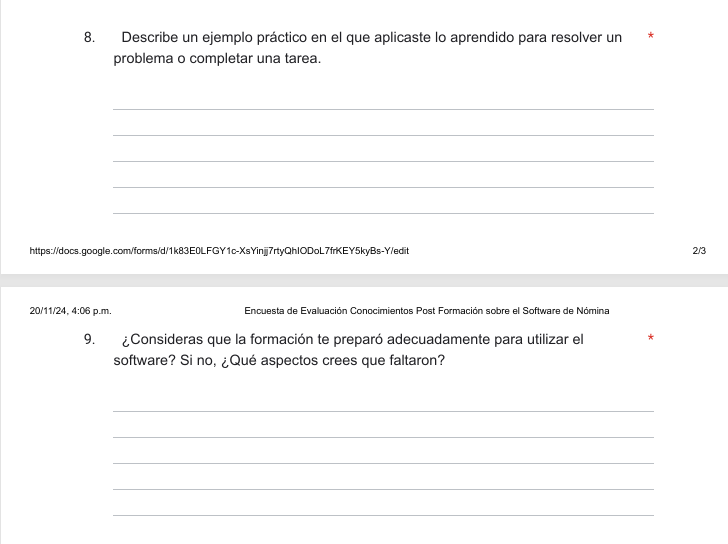 8. Describe un ejemplo práctico en el que aplicaste lo aprendido para resolver un *
problema o completar una tarea.
https://docs.google.com/forms/d/1k83E0LFGY1c-XsYinjj7rtyQhIODoL7frKEY5kyBs-Y/edit 2/3
20/11/24, 4:06 p.m. Encuesta de Evaluación Conocimientos Post Formación sobre el Software de Nómina
9. ¿Consideras que la formación te preparó adecuadamente para utilizar el *
software? Si no, ¿Qué aspectos crees que faltaron?